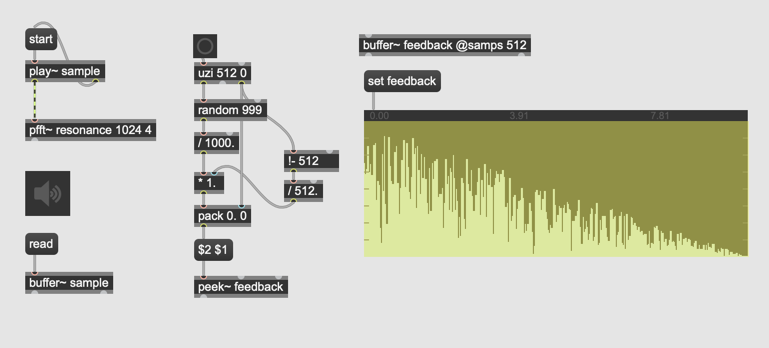 start
play~ sample
pfft~ resonance 1024 4
read
buffer~ sample
uzi 512 0
random 999
/ 1000.
* 1.
!- 512
/ 512.
pack 0. 0
$2 $1
peek~ feedback
buffer~ feedback @samps 512
set feedback
0.00 3.91 7.81